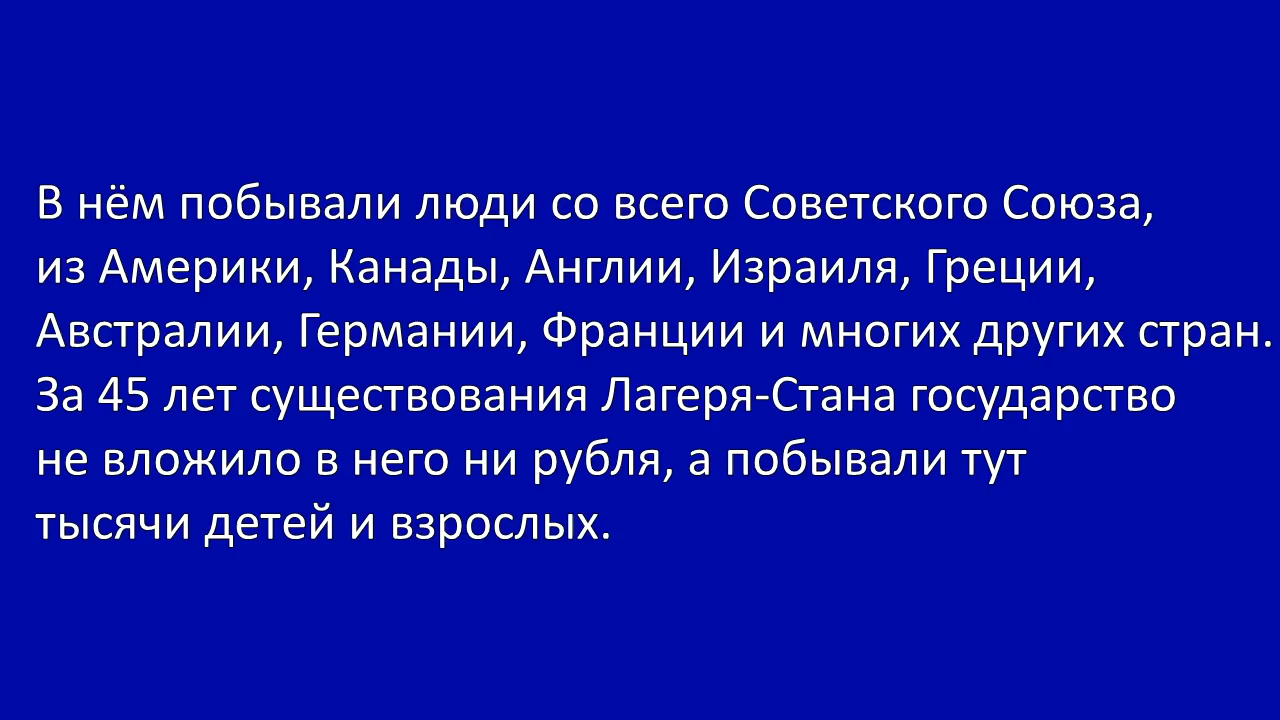 В нём побывали люди со всего Советского Союза,
из Америки, Канады, Англии, Израиля, Греции,
Австралии, Германии, Франции и многих других стран.
За 45 лет существования Лагеря-Стана государство
не вложило в него ни рубля, а побывали тут
тысячи детей и взрослых.